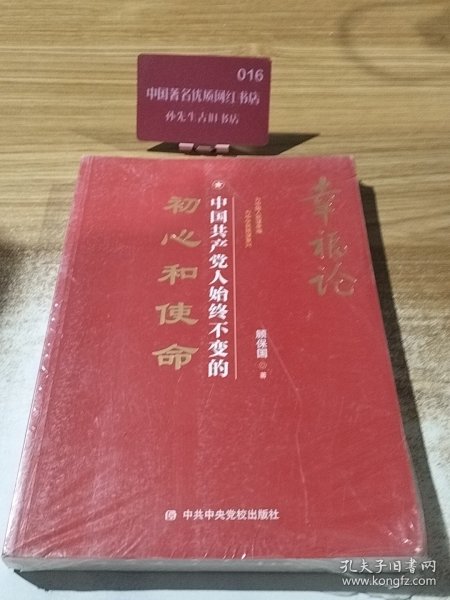 016
中国著名优质网红书店
孙先生古旧书店
幸福论
中国共产党人始终不变的
初心和使命
顾保国 ◎ 著
中共中央党校出版社
孔夫子旧书网
www.kongfz.com